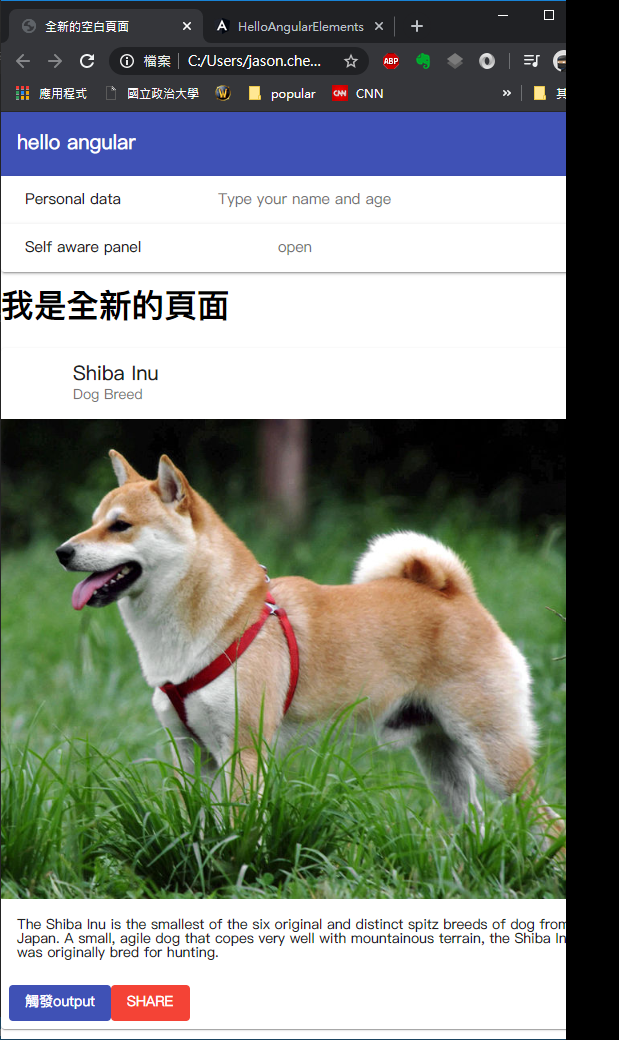 全新的空白頁面
HelloAngularElements
檔案 C:/Users/jason.che...
ABP
應用程式 國立政治大學 W popular CNN CNN » 其
hello angular
Personal data Type your name and age
Self aware panel open
我是全新的頁面
Shiba Inu
Dog Breed
The Shiba Inu is the smallest of the six original and distinct spitz breeds of dog from
Japan. A small, agile dog that copes very well with mountainous terrain, the Shiba In
was originally bred for hunting.
觸發output SHARE